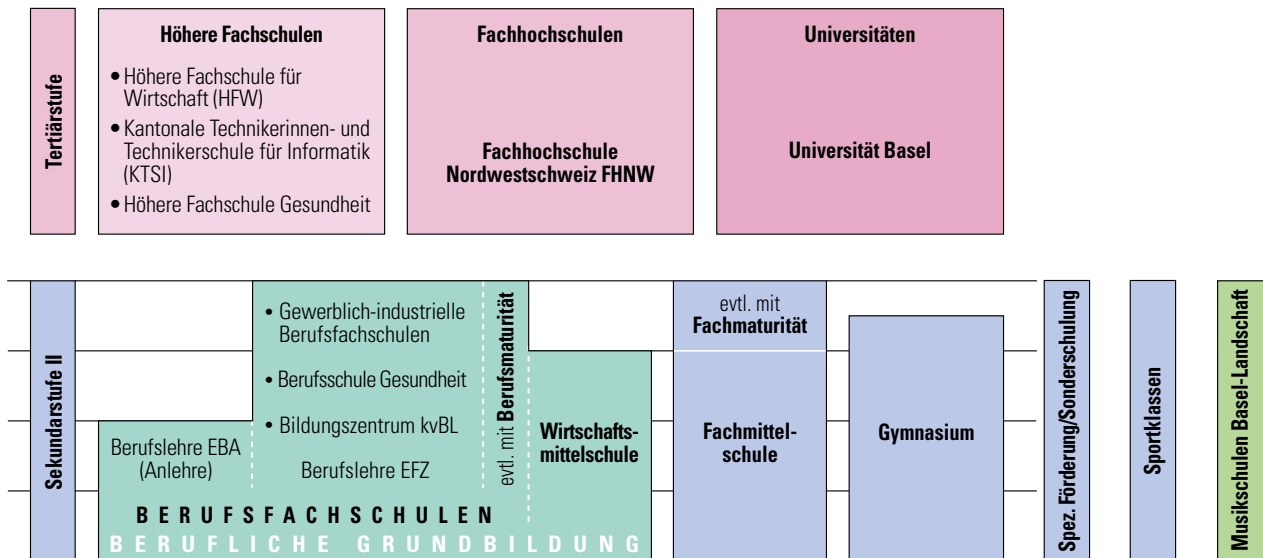 Tertiärstufe
Höhere Fachschulen
• Höhere Fachschule für
Wirtschaft (HFW)
• Kantonale Technikerinnen- und
Technikerschule für Informatik
(KTSI)
• Höhere Fachschule Gesundheit
Fachhochschulen
Fachhochschule
Nordwestschweiz FHNW
Universitäten
Universität Basel
Sekundarstufe II
Berufslehre EBA
(Anlehre)
• Gewerblich-industrielle
Berufsfachschulen
• Berufsschule Gesundheit
• Bildungszentrum kvBL
Berufslehre EFZ
evtl. mit Berufsmaturität
Wirtschafts-
mittelschule
BERUFSFACHSCHULEN
BERUFLICHE GRUNDBILDUNG
evtl. mit
Fachmaturität
Fachmittel-
schule
Gymnasium
Spez. Förderung/Sonderschulung
Sportklassen
Musikschulen Basel-Landschaft